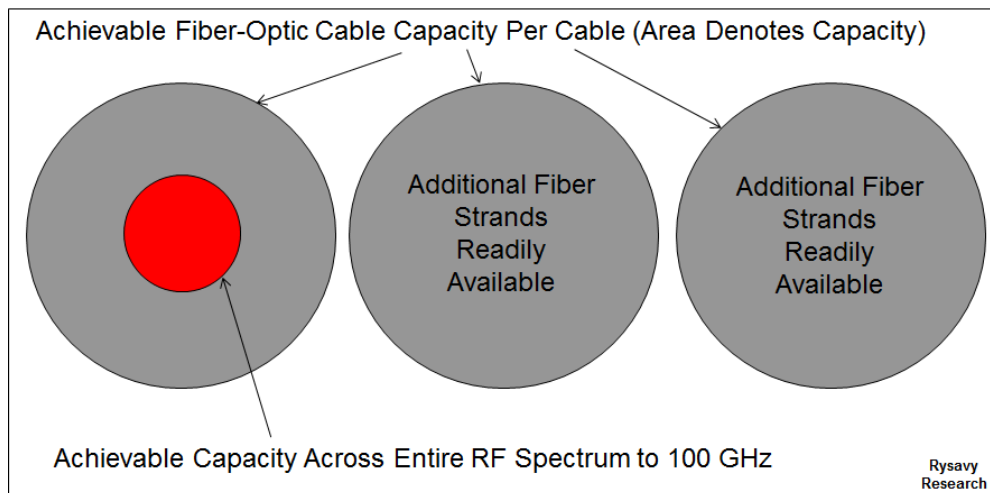 Achievable Fiber-Optic Cable Capacity Per Cable (Area Denotes Capacity)
Additional Fiber
Strands
Readily
Available
Additional Fiber
Strands
Readily
Available
Achievable Capacity Across Entire RF Spectrum to 100 GHz
Rysavy
Research